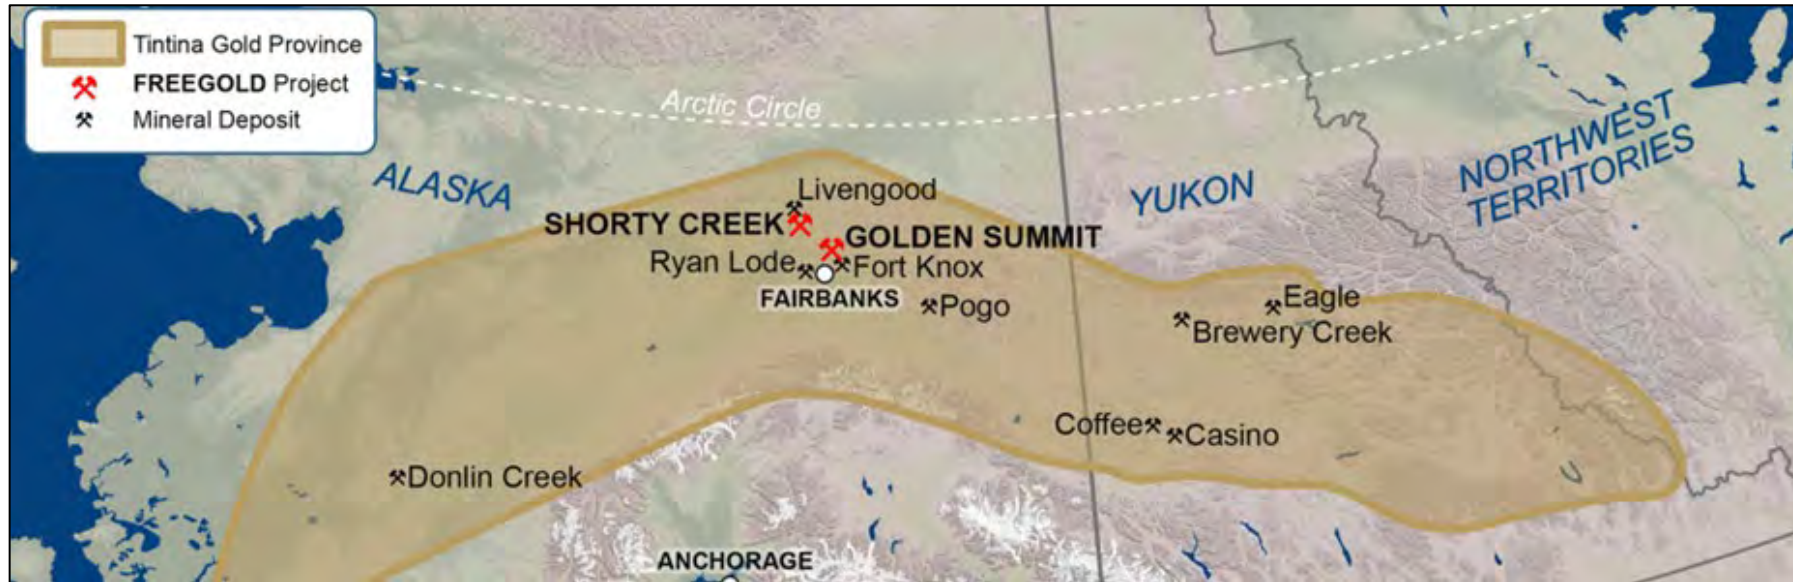 Tintina Gold Province
FREEGOLD Project
Mineral Deposit
Arctic Circle
ALASKA
YUKON
NORTHWEST
TERRITORIES
Livengood
SHORTY CREEK
GOLDEN SUMMIT
Ryan Lode
Fort Knox
FAIRBANKS
Pogo
Eagle
Brewery Creek
Coffee
Casino
Donlin Creek
ANCHORAGE